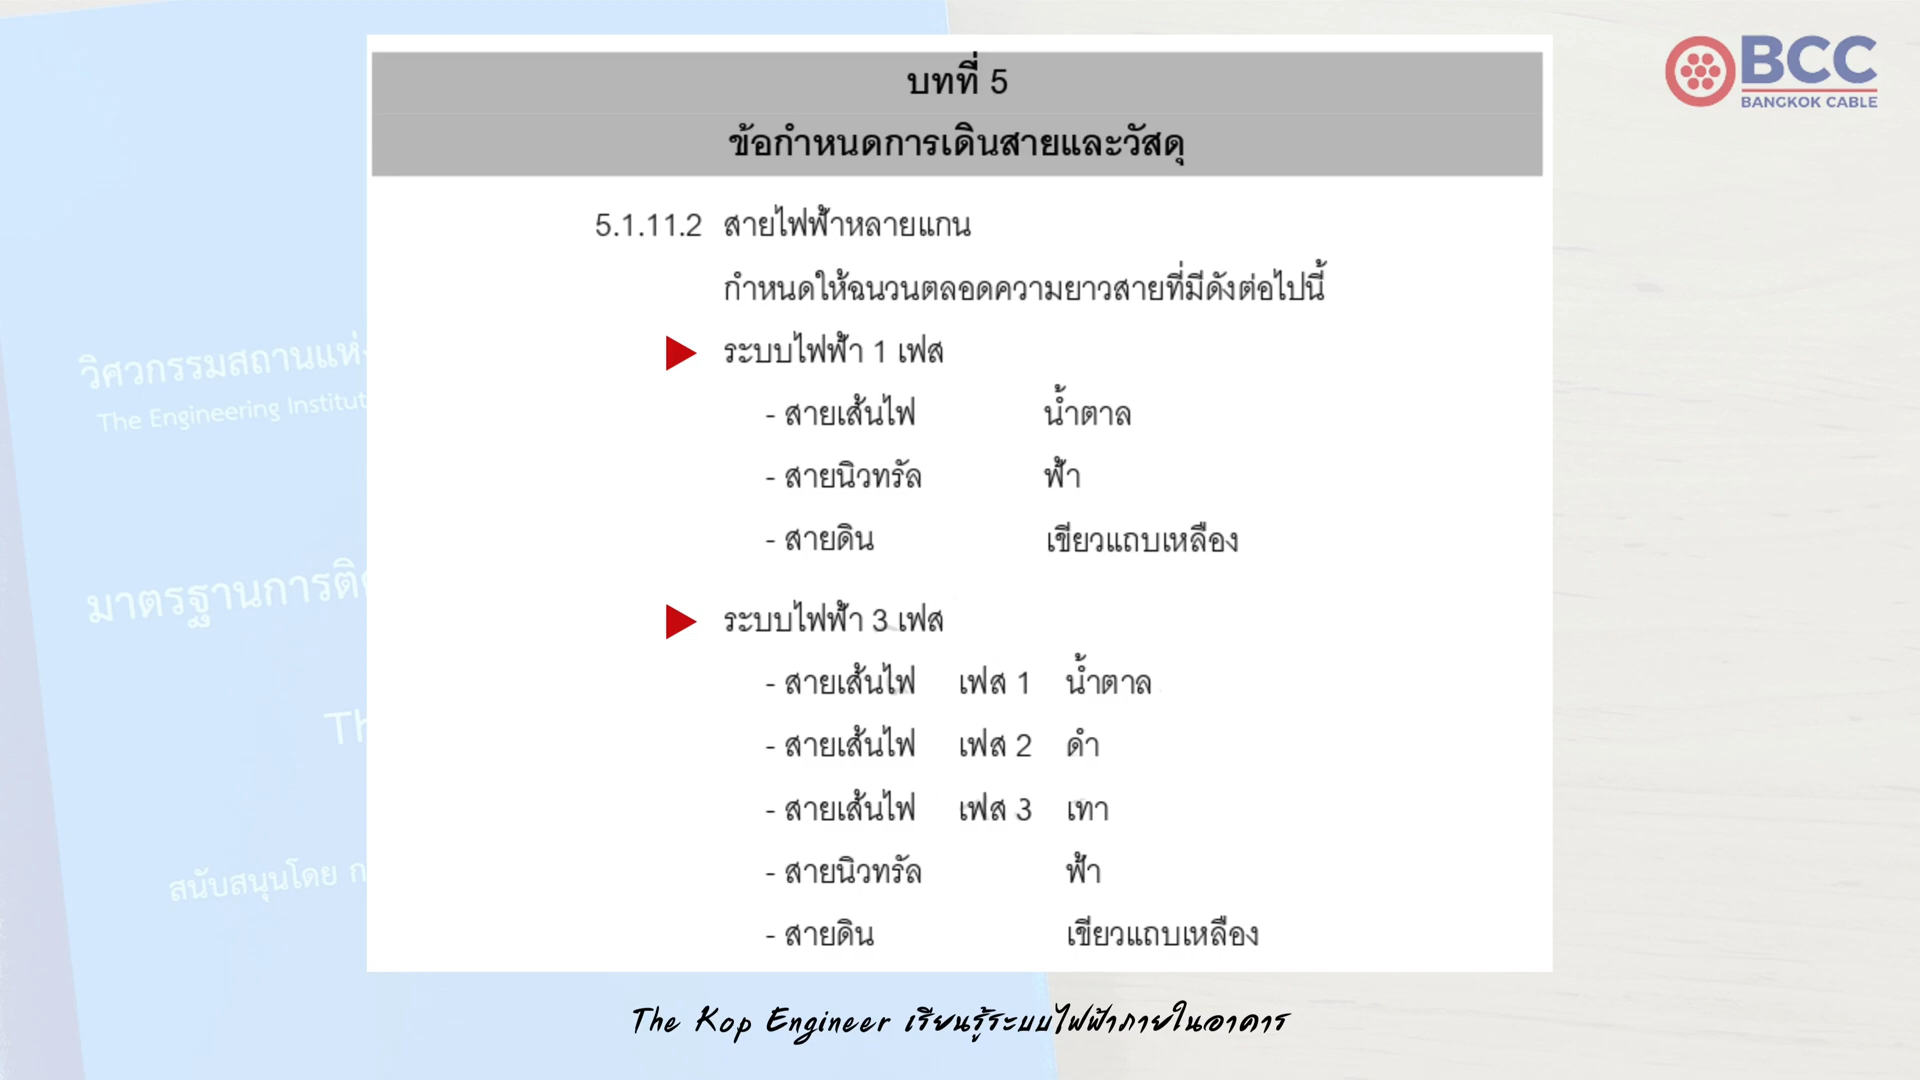 BCC
BANGKOK CABLE
บทที่ 5
ข้อกำหนดการเดินสายและวัสดุ
5.1.11.2 สายไฟฟ้าหลายแกน
กำหนดให้ฉนวนตลอดความยาวสายที่มีดังต่อไปนี้
ระบบไฟฟ้า 1 เฟส
- สายเส้นไฟ น้ำตาล
- สายนิวทรัล ฟ้า
- สายดิน เขียวแถบเหลือง
ระบบไฟฟ้า 3 เฟส
- สายเส้นไฟ เฟส 1 น้ำตาล
- สายเส้นไฟ เฟส 2 ดำ
- สายเส้นไฟ เฟส 3 เทา
- สายนิวทรัล ฟ้า
- สายดิน เขียวแถบเหลือง
วิศวกรรมสถานแห่ง
The Engineering Institut
มาตรฐานการติด
Th
สนับสนุนโดย ก
The Kop Engineer เรียนรู้ระบบไฟฟ้าภายในอาคาร